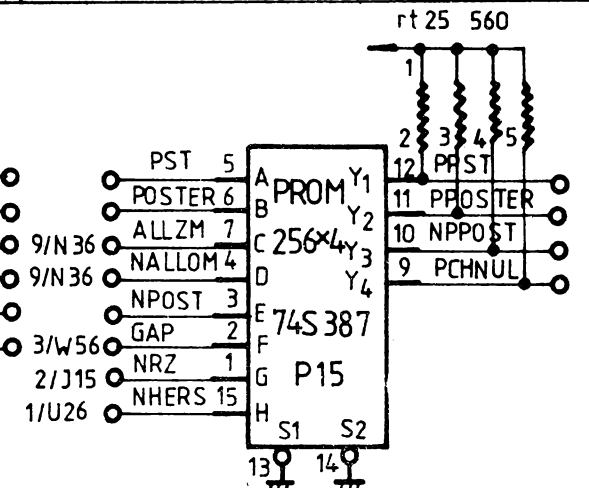 rt 25 560
1
2 3 4 5
PST 5 A PROM Y1 12 PPST
POSTER 6 B Y2 11 PPOSTER
9/N36 ALLZM 7 C 256×4 Y3 10 NPPOST
9/N36 NALLOM 4 D Y4 9 PCHNUL
NPOST 3 E 74S387
3/W56 GAP 2 F
2/J15 NRZ 1 G P15
1/U26 NHERS 15 H
S1 S2
13 14